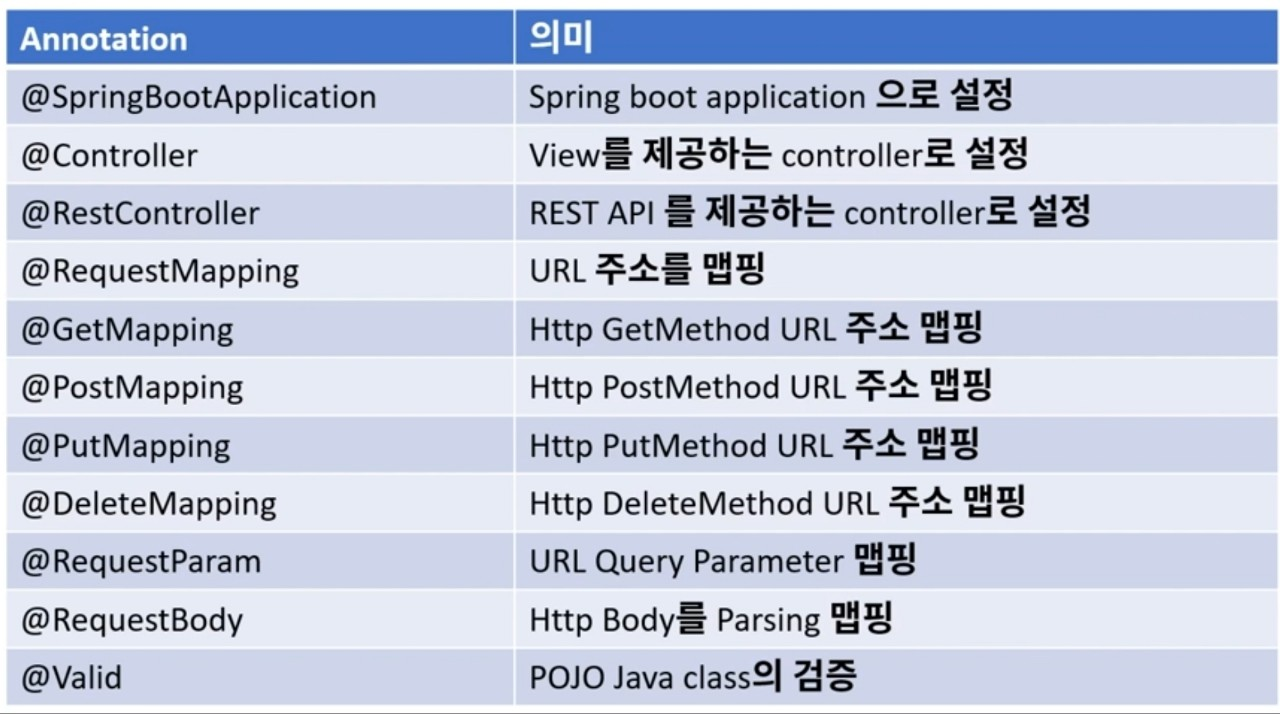 Annotation 의미
@SpringBootApplication Spring boot application 으로 설정
@Controller View를 제공하는 controller로 설정
@RestController REST API 를 제공하는 controller로 설정
@RequestMapping URL 주소를 맵핑
@GetMapping Http GetMethod URL 주소 맵핑
@PostMapping Http PostMethod URL 주소 맵핑
@PutMapping Http PutMethod URL 주소 맵핑
@DeleteMapping Http DeleteMethod URL 주소 맵핑
@RequestParam URL Query Parameter 맵핑
@RequestBody Http Body를 Parsing 맵핑
@Valid POJO Java class의 검증